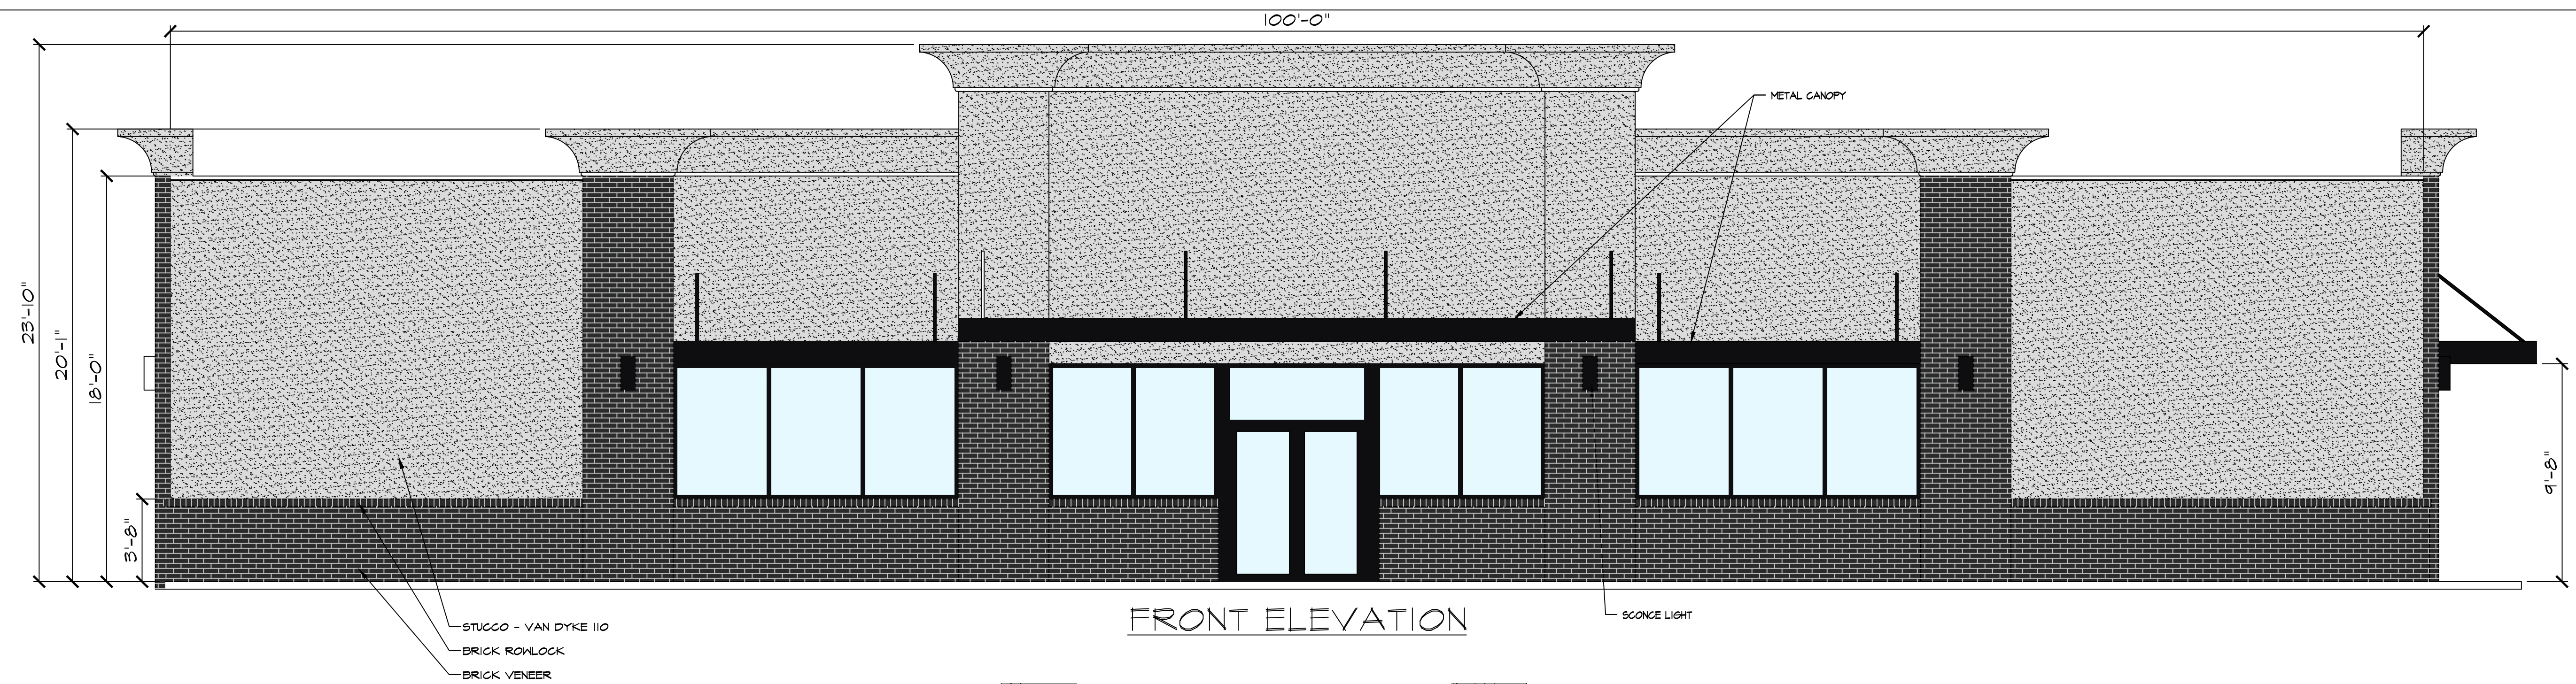 100'-0"
METAL CANOPY
23'-10"
20'-1"
18'-0"
3'-8"
9'-8"
FRONT ELEVATION
SCONCE LIGHT
STUCCO - VAN DYKE 110
BRICK ROWLOCK
BRICK VENEER